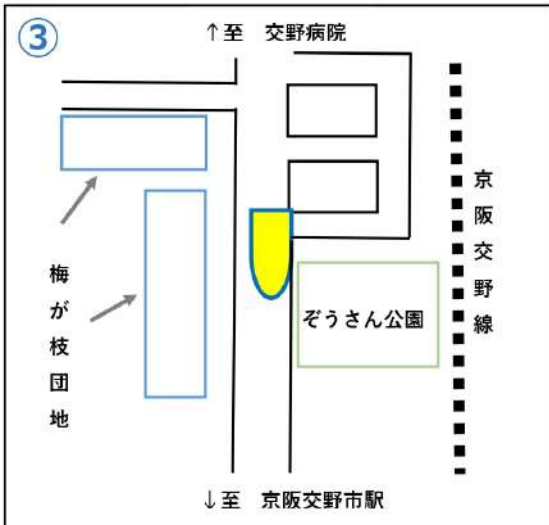 ③
↑至 交野病院
京阪交野線
梅が枝団地
ぞうさん公園
↓至 京阪交野市駅